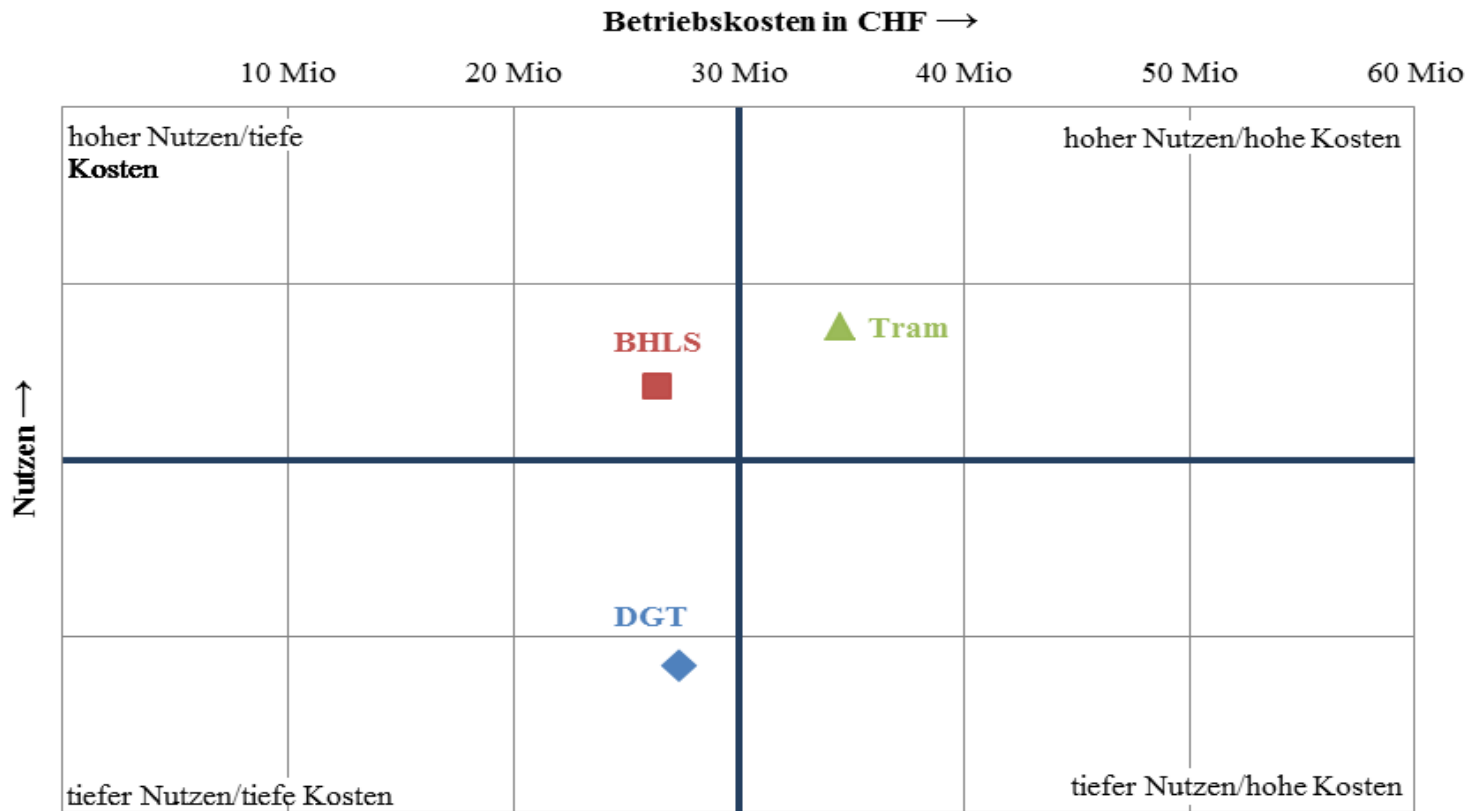 Betriebskosten in CHF →
10 Mio 20 Mio 30 Mio 40 Mio 50 Mio 60 Mio
hoher Nutzen/tiefe
Kosten
hoher Nutzen/hohe Kosten
Tram
BHLS
Nutzen →
DGT
tiefer Nutzen/tiefe Kosten
tiefer Nutzen/hohe Kosten